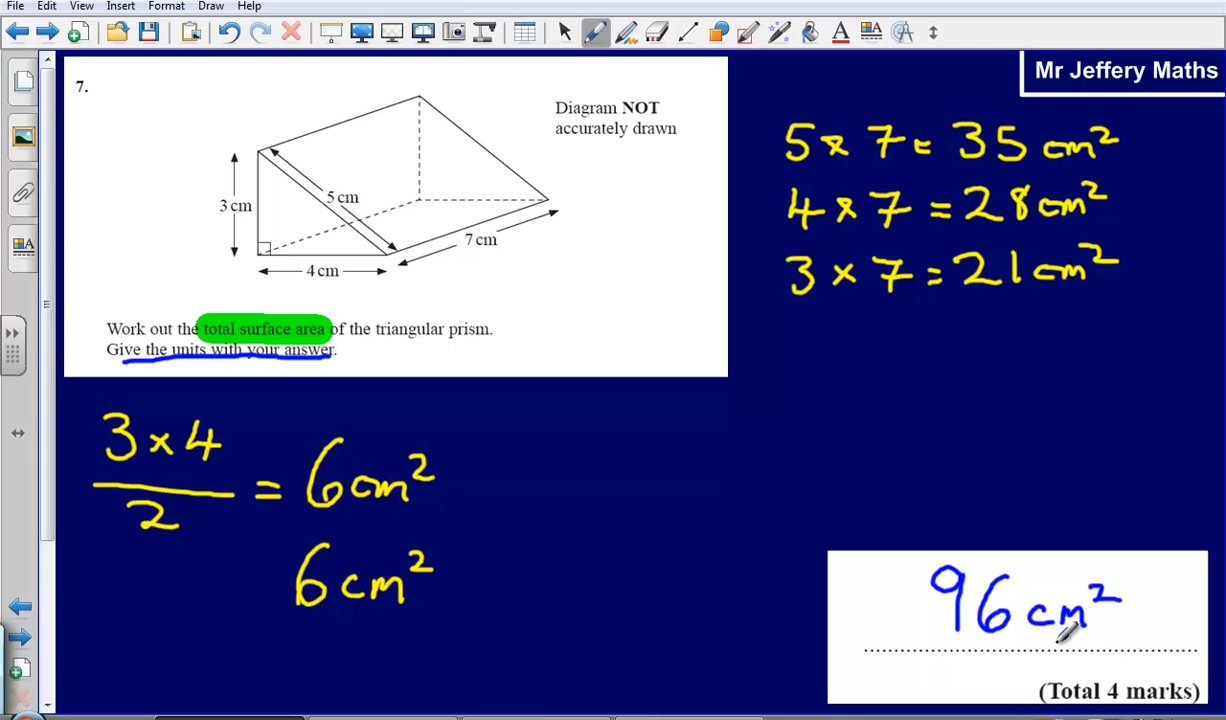 File Edit View Insert Format Draw Help
Mr Jeffery Maths
7.
Diagram NOT
accurately drawn
3 cm
5 cm
7 cm
4 cm
Work out the total surface area of the triangular prism.
Give the units with your answer.
5 × 7 = 35 cm²
4 × 7 = 28 cm²
3 × 7 = 21 cm²
3 × 4
2
= 6 cm²
6 cm²
96 cm²
(Total 4 marks)